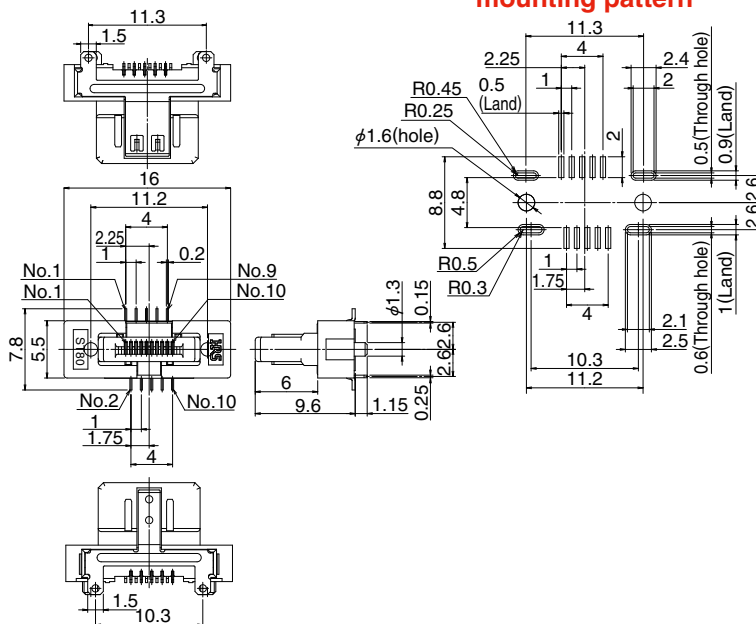 mounting pattern
11.3
1.5
16
11.2
4
2.25
1
0.2
No.1
No.9
No.1
No.10
7.8
5.5
ST80
HRS
No.2
No.10
1
1.75
4
φ1.3
0.15
2.6
2.6
0.25
6
9.6
1.15
1.5
10.3
11.3
4
2.25
2.4
1
2
0.5
(Land)
R0.45
R0.25
φ1.6(hole)
2
0.5(Through hole)
0.9(Land)
8.8
4.8
2.6
2.6
R0.5
R0.3
1
1.75
4
2.1
2.5
0.6(Through hole)
1(Land)
10.3
11.2